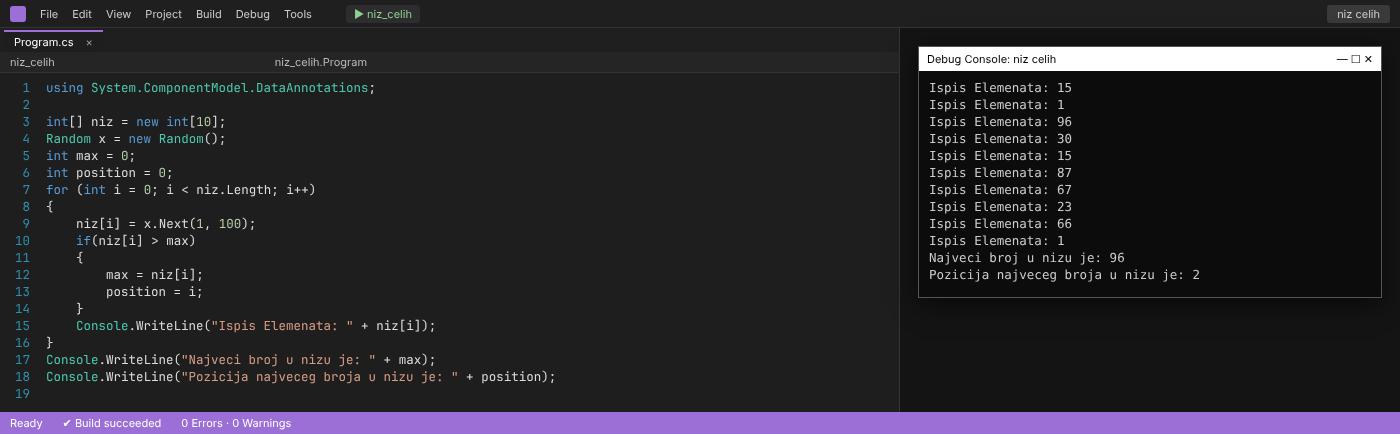 File Edit View Project Build Debug Tools ▶ niz_celih niz celih
Program.cs ×
niz_celih niz_celih.Program
1 using System.ComponentModel.DataAnnotations;
2
3 int[] niz = new int[10];
4 Random x = new Random();
5 int max = 0;
6 int position = 0;
7 for (int i = 0; i < niz.Length; i++)
8 {
9     niz[i] = x.Next(1, 100);
10     if(niz[i] > max)
11     {
12         max = niz[i];
13         position = i;
14     }
15     Console.WriteLine("Ispis Elemenata: " + niz[i]);
16 }
17 Console.WriteLine("Najveci broj u nizu je: " + max);
18 Console.WriteLine("Pozicija najveceg broja u nizu je: " + position);
19
Debug Console: niz celih — ☐ ✕
Ispis Elemenata: 15
Ispis Elemenata: 1
Ispis Elemenata: 96
Ispis Elemenata: 30
Ispis Elemenata: 15
Ispis Elemenata: 87
Ispis Elemenata: 67
Ispis Elemenata: 23
Ispis Elemenata: 66
Ispis Elemenata: 1
Najveci broj u nizu je: 96
Pozicija najveceg broja u nizu je: 2
Ready ✔ Build succeeded 0 Errors · 0 Warnings